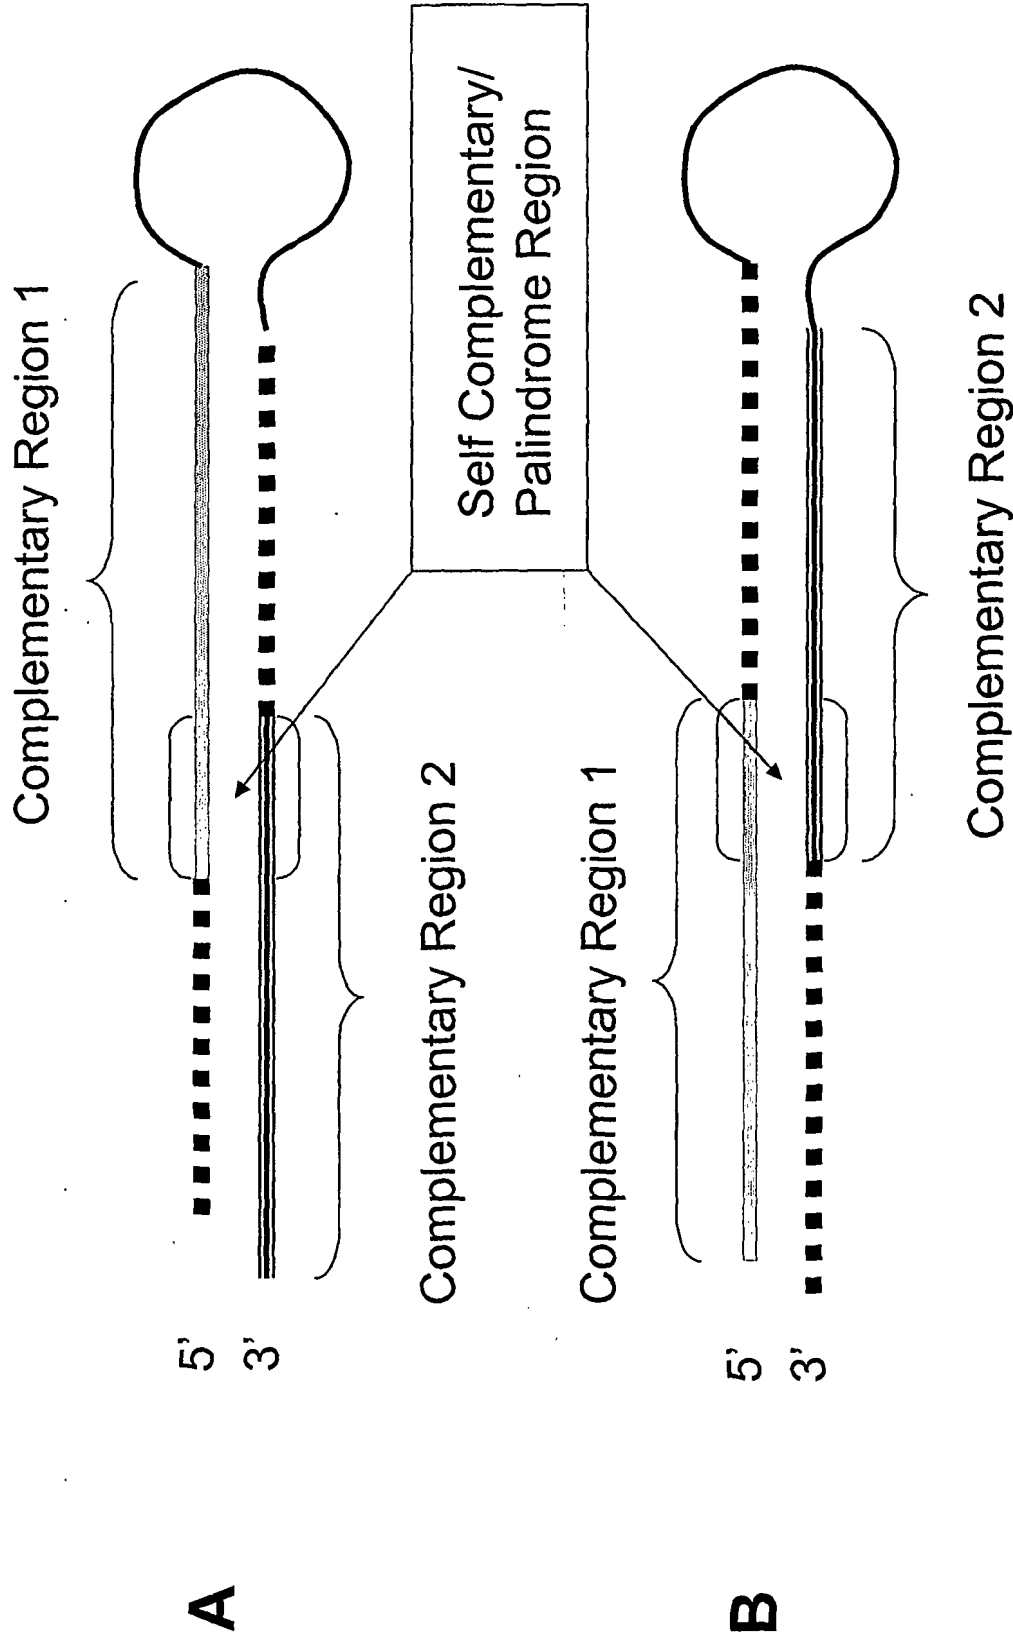 A
5'
3'
Complementary Region 1
Complementary Region 2
Self Complementary/
Palindrome Region
B
5'
3'
Complementary Region 1
Complementary Region 2